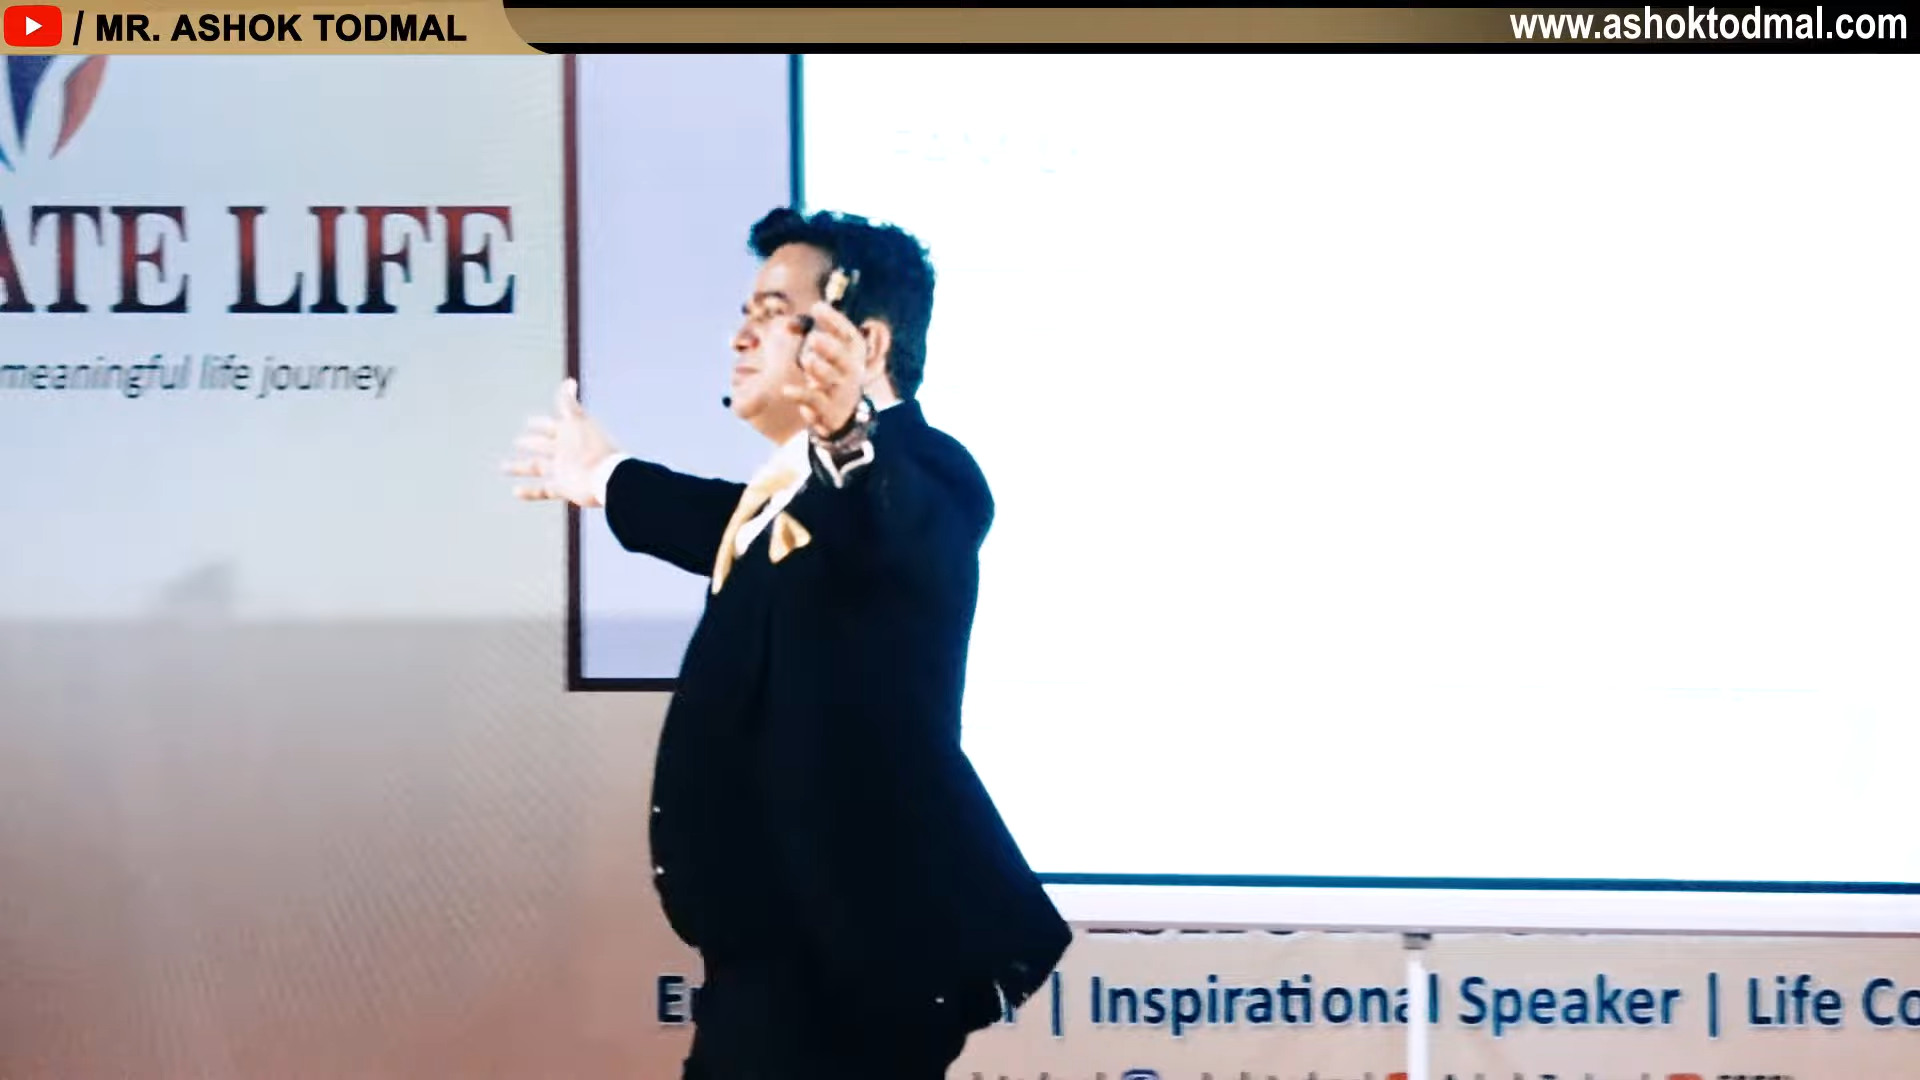 / MR. ASHOK TODMAL
www.ashoktodmal.com
ATE LIFE
meaningful life journey
| Inspirational Speaker | Life Co